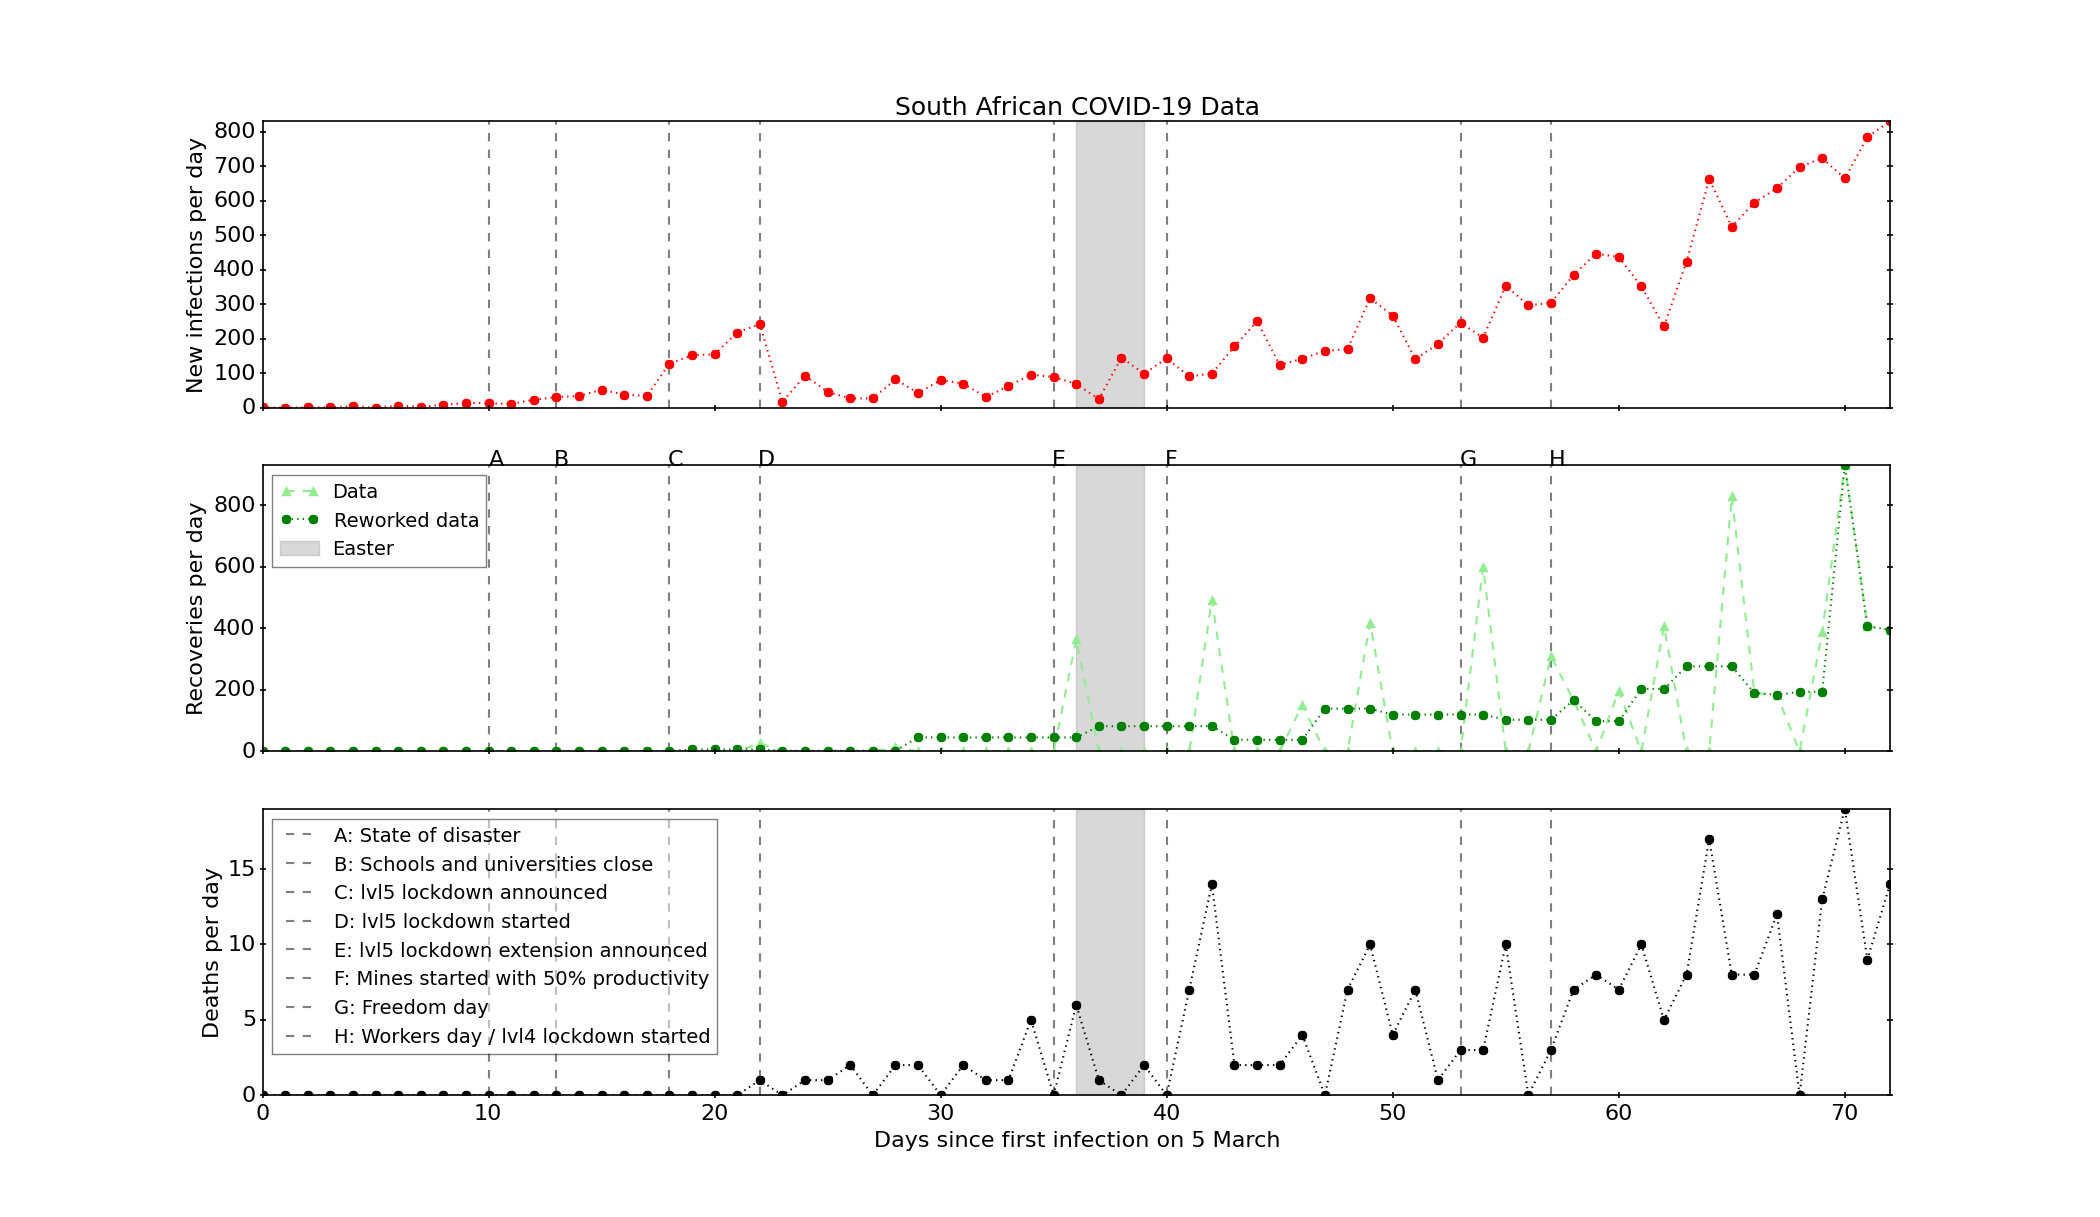 South African COVID-19 Data
New infections per day
800
700
600
500
400
300
200
100
0
A B C D E F G H
Recoveries per day
800
600
400
200
0
Data
Reworked data
Easter
Deaths per day
15
10
5
0
A: State of disaster
B: Schools and universities close
C: lvl5 lockdown announced
D: lvl5 lockdown started
E: lvl5 lockdown extension announced
F: Mines started with 50% productivity
G: Freedom day
H: Workers day / lvl4 lockdown started
0 10 20 30 40 50 60 70
Days since first infection on 5 March